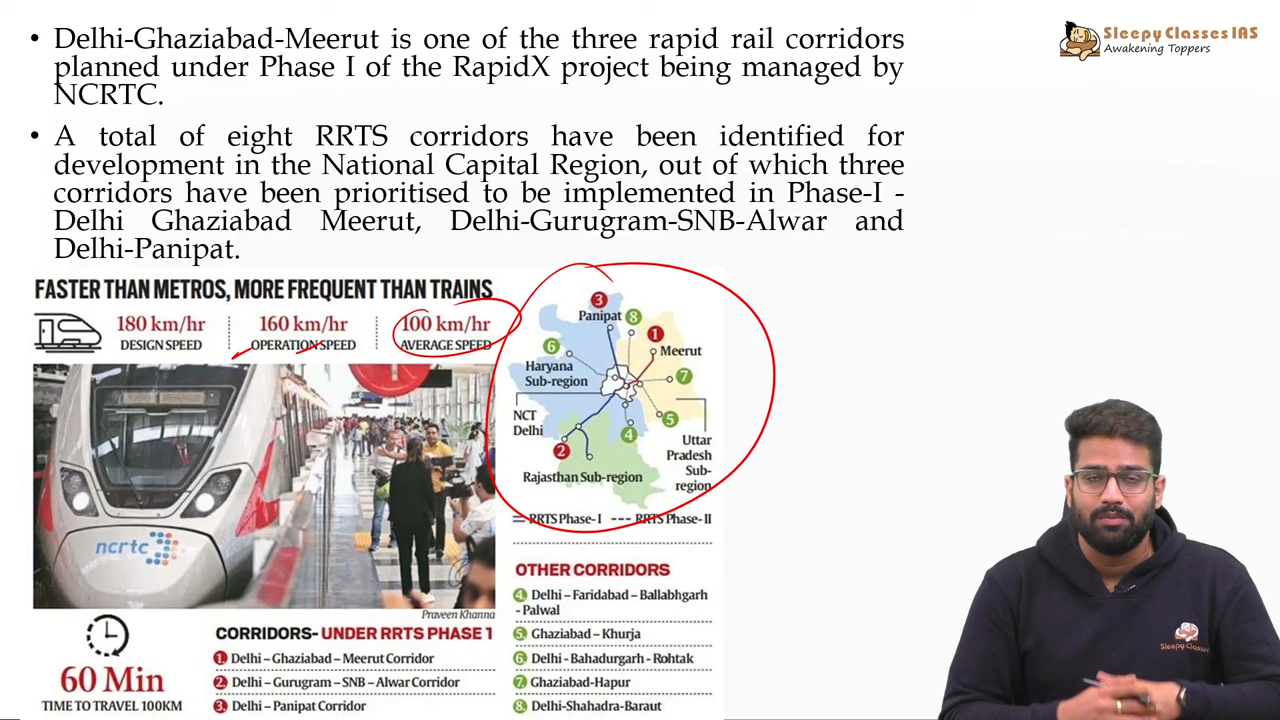 • Delhi-Ghaziabad-Meerut is one of the three rapid rail corridors
planned under Phase I of the RapidX project being managed by
NCRTC.
• A total of eight RRTS corridors have been identified for
development in the National Capital Region, out of which three
corridors have been prioritised to be implemented in Phase-I -
Delhi Ghaziabad Meerut, Delhi-Gurugram-SNB-Alwar and
Delhi-Panipat.
Sleepy Classes IAS
Awakening Toppers
FASTER THAN METROS, MORE FREQUENT THAN TRAINS
180 km/hr
DESIGN SPEED
160 km/hr
OPERATION SPEED
100 km/hr
AVERAGE SPEED
ncrtc
Praveen Khanna
3
Panipat
8
1
Meerut
6
Haryana
Sub-region
7
NCT
Delhi
5
4
2
Uttar
Pradesh
Sub-
region
Rajasthan Sub-region
RRTS Phase-I
RRTS Phase-II
60 Min
TIME TO TRAVEL 100KM
CORRIDORS- UNDER RRTS PHASE 1
1. Delhi – Ghaziabad – Meerut Corridor
2. Delhi – Gurugram – SNB – Alwar Corridor
3. Delhi – Panipat Corridor
OTHER CORRIDORS
4. Delhi – Faridabad – Ballabhgarh
- Palwal
5. Ghaziabad – Khurja
6. Delhi - Bahadurgarh - Rohtak
7. Ghaziabad-Hapur
8. Delhi-Shahadra-Baraut
Sleepy Classes